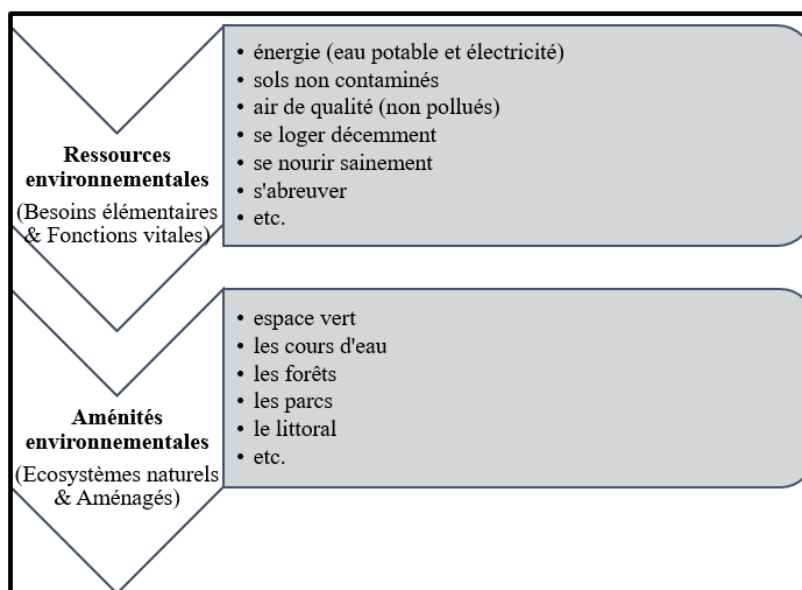 Ressources
environnementales
(Besoins élémentaires
& Fonctions vitales)
• énergie (eau potable et électricité)
• sols non contaminés
• air de qualité (non pollués)
• se loger décemment
• se nourir sainement
• s'abreuver
• etc.
Aménités
environnementales
(Ecosystèmes naturels
& Aménagés)
• espace vert
• les cours d'eau
• les forêts
• les parcs
• le littoral
• etc.